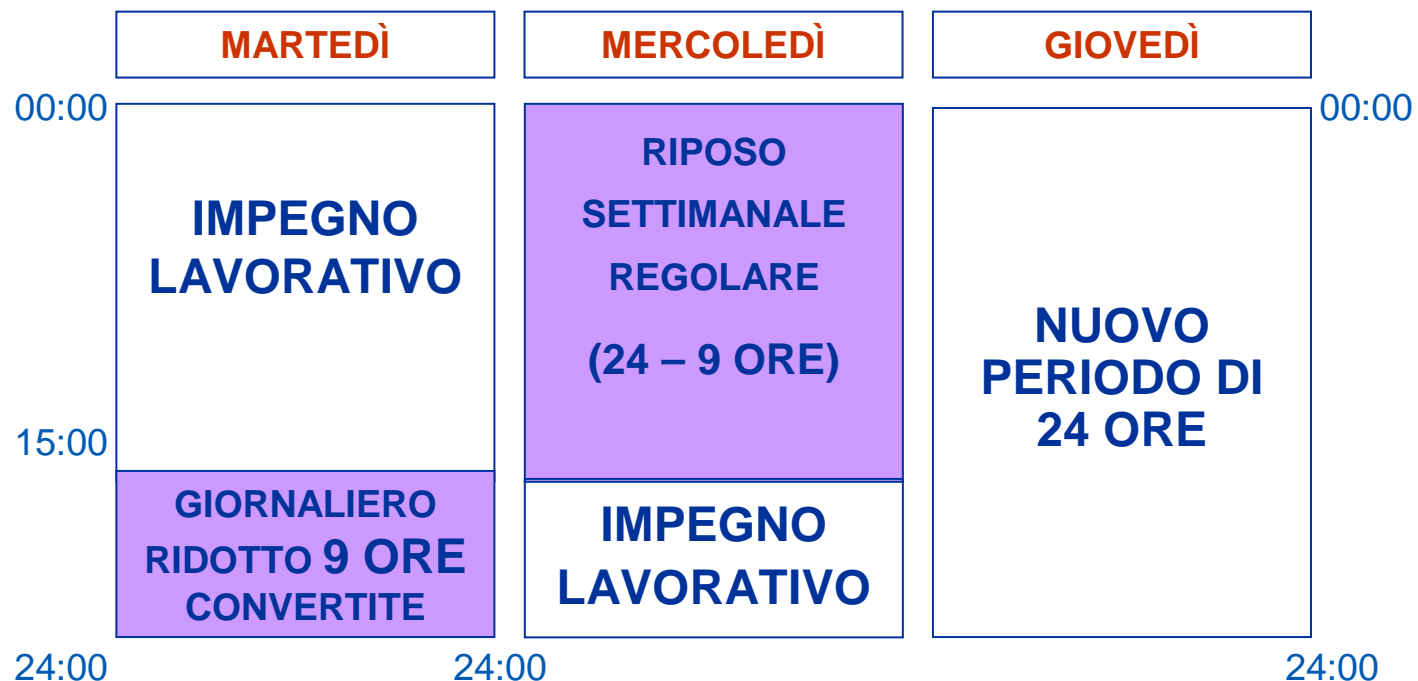 MARTEDÌ
MERCOLEDÌ
GIOVEDÌ
00:00
00:00
IMPEGNO
LAVORATIVO
15:00
GIORNALIERO
RIDOTTO 9 ORE
CONVERTITE
RIPOSO
SETTIMANALE
REGOLARE
(24 – 9 ORE)
IMPEGNO
LAVORATIVO
NUOVO
PERIODO DI
24 ORE
24:00
24:00
24:00